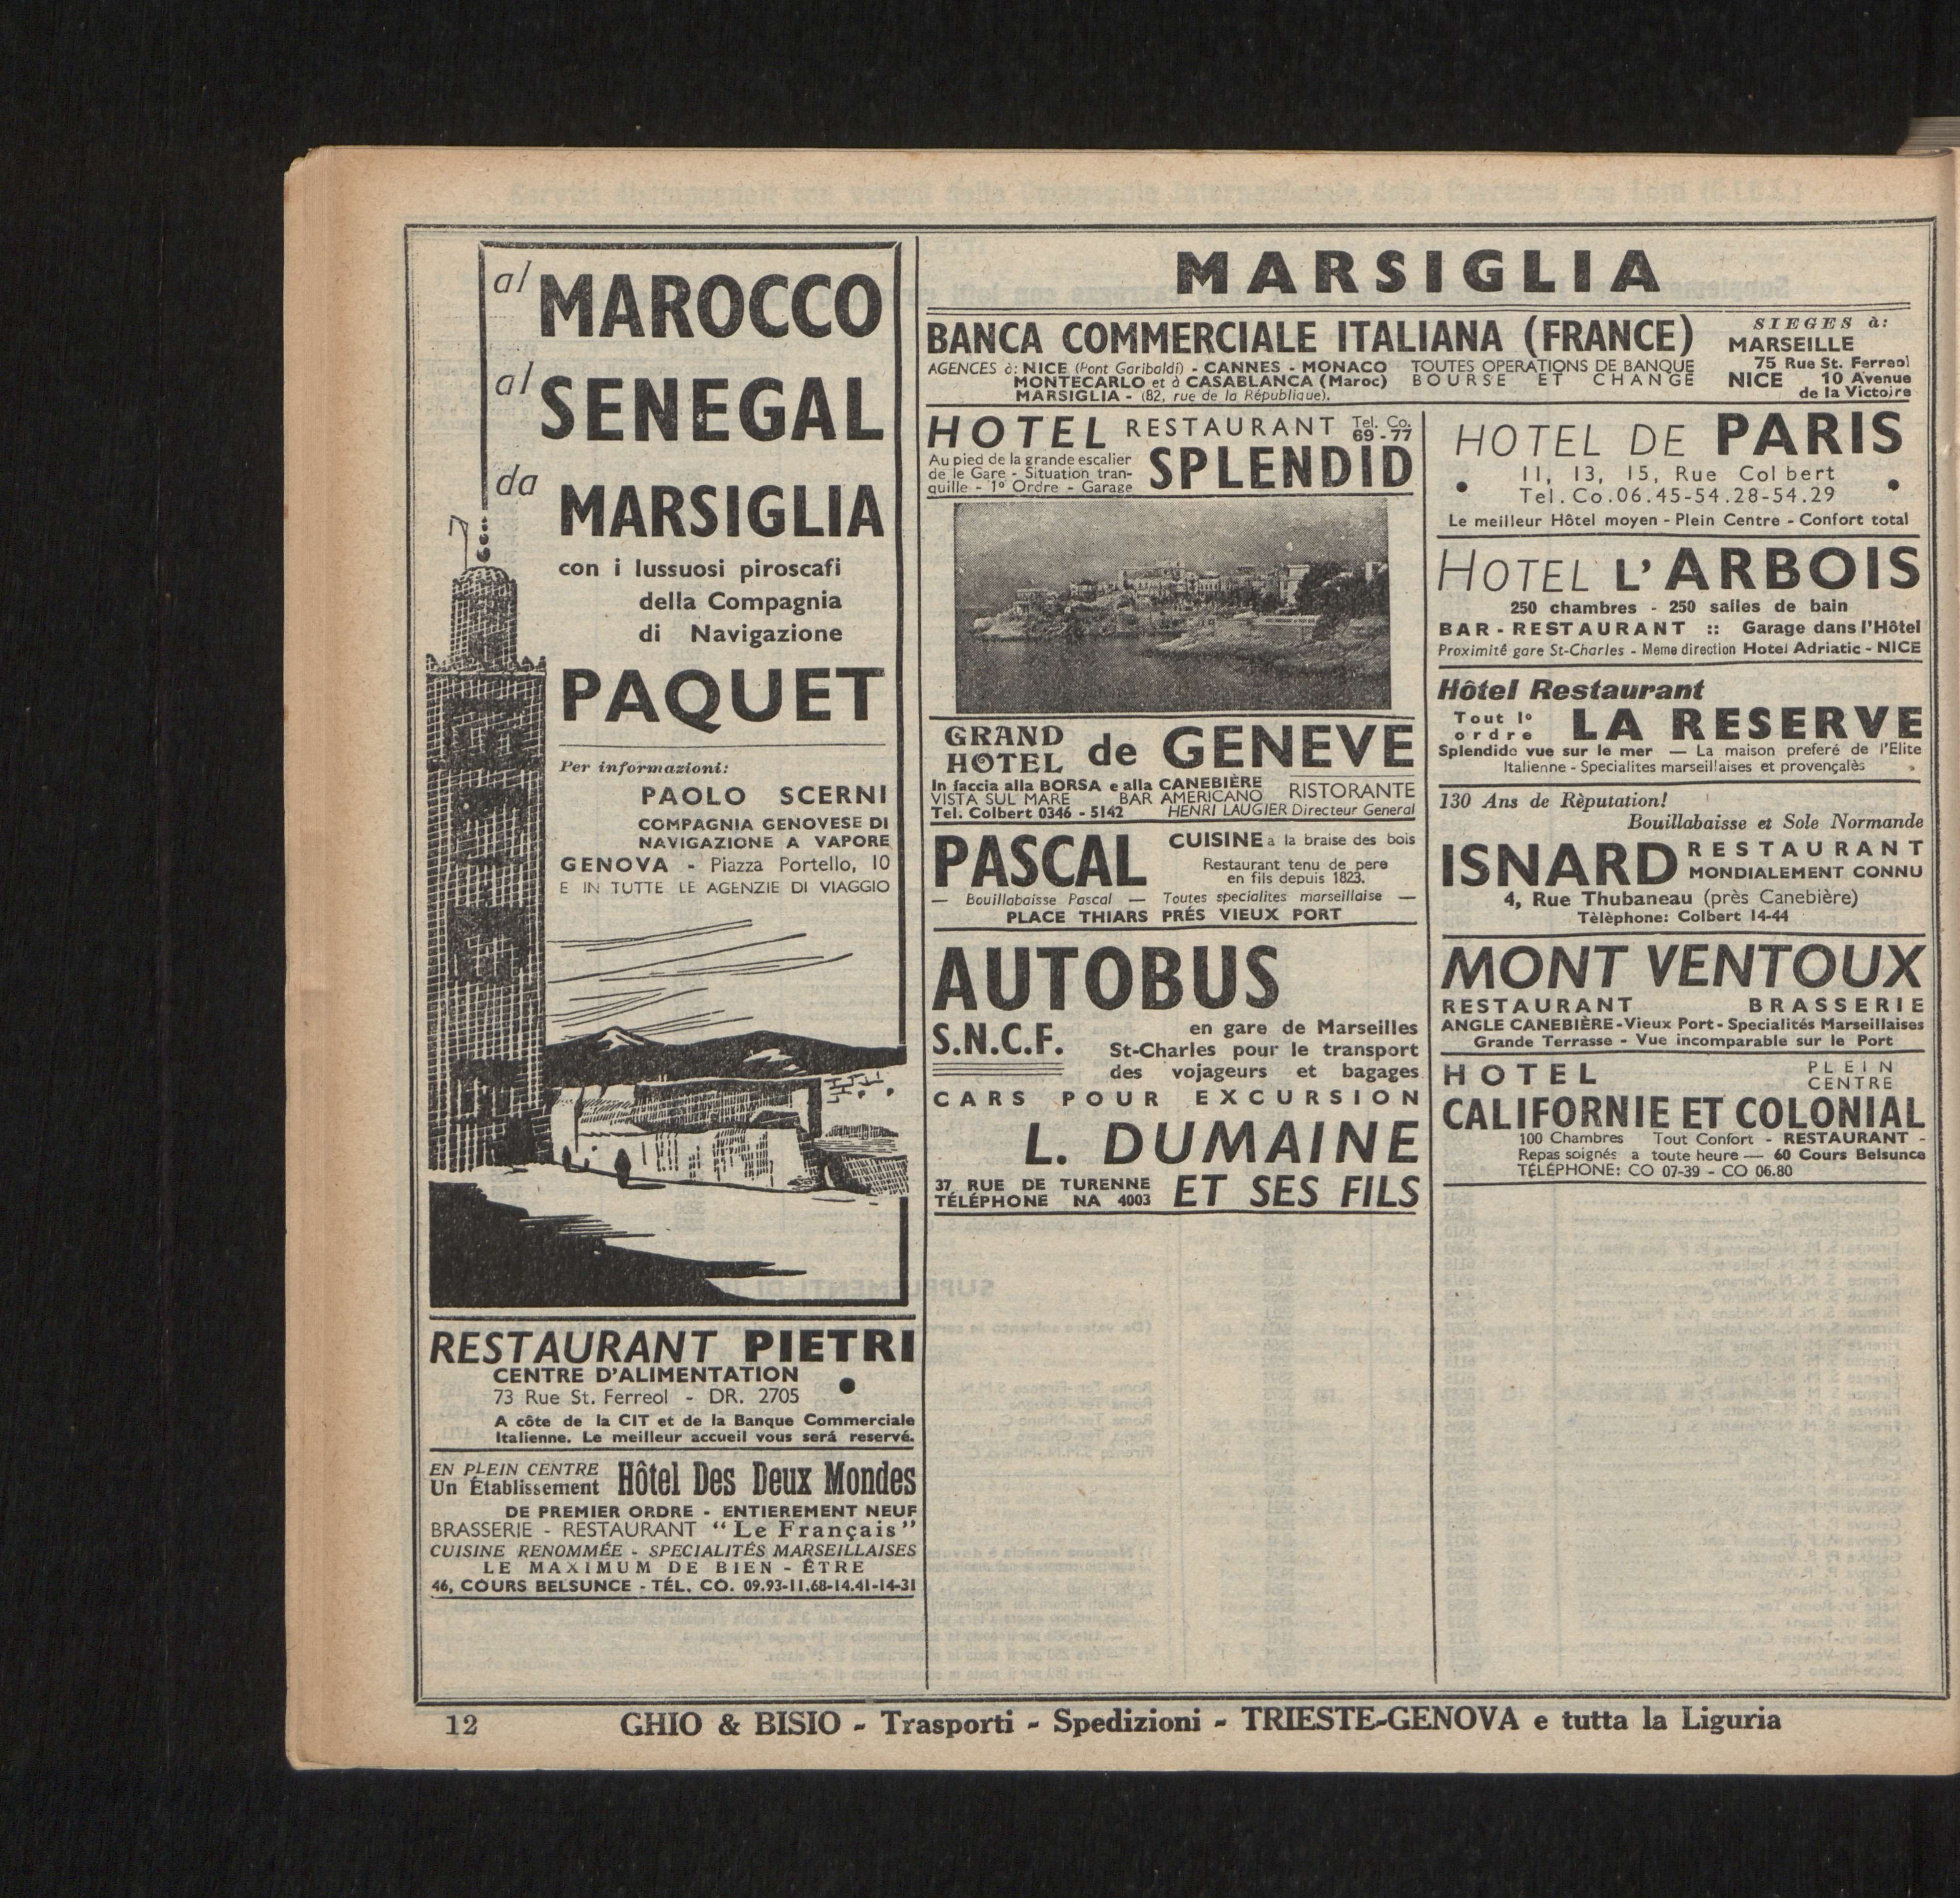 al MAROCCO
al SENEGAL
da MARSIGLIA
con i lussuosi piroscafi
della Compagnia
di Navigazione
PAQUET
Per informazioni:
PAOLO SCERNI
COMPAGNIA GENOVESE DI
NAVIGAZIONE A VAPORE
GENOVA - Piazza Portello, 10
E IN TUTTE LE AGENZIE DI VIAGGIO
RESTAURANT PIETRI
CENTRE D'ALIMENTATION
73 Rue St. Ferreol - DR. 2705
A côte de la CIT et de la Banque Commerciale
Italienne. Le meilleur accueil vous será reservé.
EN PLEIN CENTRE
Un Établissement
Hôtel Des Deux Mondes
DE PREMIER ORDRE - ENTIEREMENT NEUF
BRASSERIE - RESTAURANT "Le Français"
CUISINE RENOMMÉE - SPECIALITÉS MARSEILLAISES
LE MAXIMUM DE BIEN - ÊTRE
46, COURS BELSUNCE - TÉL. CO. 09.93-11.68-14.41-14-31
MARSIGLIA
BANCA COMMERCIALE ITALIANA (FRANCE)
AGENCES à: NICE (Pont Garibaldi) - CANNES - MONACO
MONTECARLO et à CASABLANCA (Maroc)
MARSIGLIA - (82, rue de la République).
TOUTES OPERATIONS DE BANQUE
BOURSE ET CHANGE
SIEGES à:
MARSEILLE
75 Rue St. Ferreol
NICE 10 Avenue
de la Victoire
HOTEL RESTAURANT Tel. Co.
69-77
Au pied de la grande escalier
de le Gare - Situation tran-
quille - 1º Ordre - Garage
SPLENDID
GRAND
HOTEL
de GENEVE
In faccia alla BORSA e alla CANEBIÈRE
VISTA SUL MARE BAR AMERICANO RISTORANTE
Tel. Colbert 0346 - 5142 HENRI LAUGIER Directeur General
PASCAL
CUISINE a la braise des bois
Restaurant tenu de pere
en fils depuis 1823.
— Bouillabaisse Pascal — Toutes specialites marseillaise —
PLACE THIARS PRÉS VIEUX PORT
AUTOBUS
S.N.C.F.
en gare de Marseilles
St-Charles pour le transport
des vojageurs et bagages
CARS POUR EXCURSION
L. DUMAINE
37 RUE DE TURENNE
TÉLÉPHONE NA 4003
ET SES FILS
HOTEL DE PARIS
11, 13, 15, Rue Colbert
Tel. Co. 06.45-54.28-54.29
Le meilleur Hôtel moyen - Plein Centre - Confort total
HOTEL L'ARBOIS
250 chambres - 250 salles de bain
BAR - RESTAURANT :: Garage dans l'Hôtel
Proximité gare St-Charles - Meme direction Hotel Adriatic - NICE
Hôtel Restaurant
Tout 1º
ordre
LA RESERVE
Splendide vue sur le mer — La maison preferé de l'Elite
Italienne - Specialites marseillaises et provençalès
130 Ans de Rèputation!
Bouillabaisse et Sole Normande
ISNARD
RESTAURANT
MONDIALEMENT CONNU
4, Rue Thubaneau (près Canebière)
Tèlèphone: Colbert 14-44
MONT VENTOUX
RESTAURANT BRASSERIE
ANGLE CANEBIÈRE - Vieux Port - Specialités Marseillaises
Grande Terrasse - Vue incomparable sur le Port
HOTEL
PLEIN
CENTRE
CALIFORNIE ET COLONIAL
100 Chambres Tout Confort - RESTAURANT -
Repas soignés a toute heure — 60 Cours Belsunce
TÉLÉPHONE: CO 07-39 - CO 06.80
12
GHIO & BISIO - Trasporti - Spedizioni - TRIESTE-GENOVA e tutta la Liguria